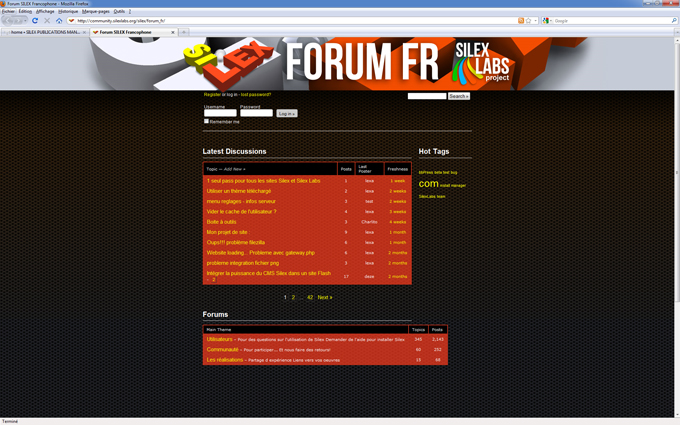 Forum SILEX Francophone - Mozilla Firefox
Fichier Édition Affichage Historique Marque-pages Outils ?
http://community.silexlabs.org/silex/forum_fr/
Google
home • SILEX PUBLICATIONS MAN...
Forum SILEX Francophone
SILEX
FORUM FR
SILEX
LABS
project
Register or log in - lost password?
Search »
Username Password
Log in »
Remember me
Latest Discussions
Topic — Add New » Posts Last Poster Freshness
1 seul pass pour tous les sites Silex et Silex Labs 1 lexa 1 week
Utiliser un thème téléchargé 2 lexa 2 weeks
menu reglages - infos serveur 3 test 2 weeks
Vider le cache de l'utilisateur ? 4 lexa 3 weeks
Boite à outils 3 Charlito 4 weeks
Mon projet de site 9 lexa 1 month
Oups!!! problème filezilla 6 lexa 1 month
Website loading... Probleme avec gateway.php 6 lexa 2 months
probleme integration fichier png 3 lexa 2 months
Intégrer la puissance du CMS Silex dans un site Flash - 2 17 dexa 2 months
1 2 … 42 Next »
Hot Tags
BbPress beta test bug
com install manager
SilexLabs team
Forums
Main Theme Topics Posts
Utilisateurs – Pour des questions sur l'utilisation de Silex Demander de l'aide pour installer Silex 345 2,143
Communauté – Pour participer... Et nous faire des retours! 60 252
Les réalisations – Partage d expérience Liens vers vos oeuvres 15 68
Terminé